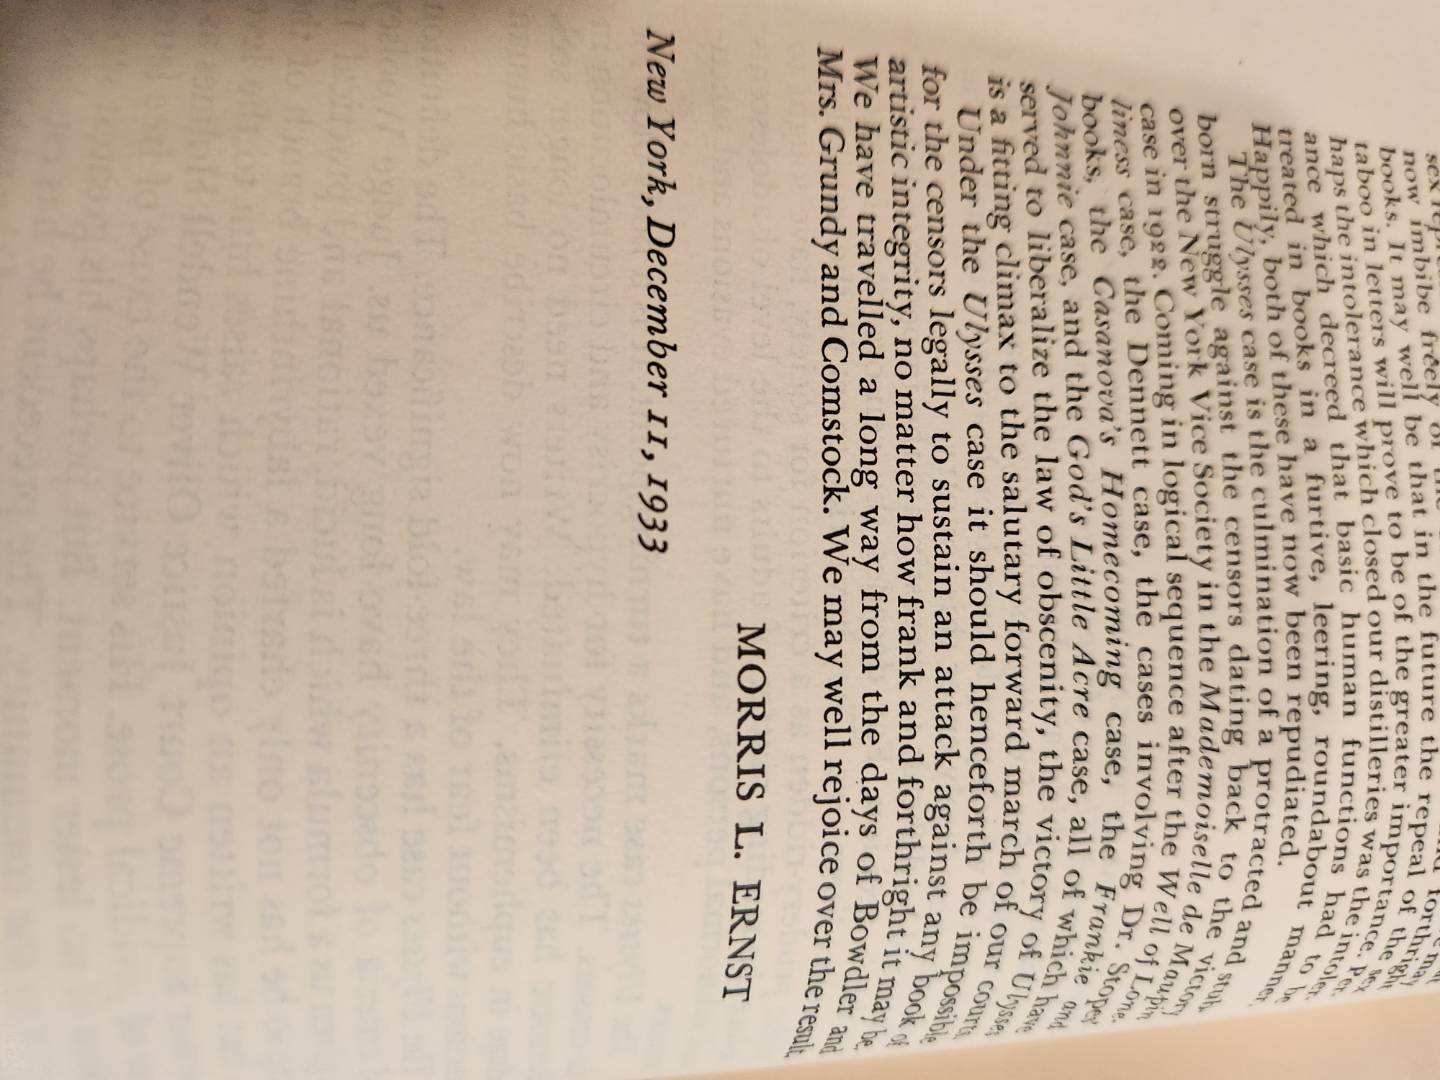 now imbibe freely of
books. It may well be that in the future the repeal of the
taboo in letters will prove to be of the greater importance.
haps the intolerance which closed our distilleries was the intoler-
ance which decreed that basic human functions had to be
treated in books in a furtive, leering, roundabout manner.
Happily, both of these have now been repudiated.
The Ulysses case is the culmination of a protracted and stub-
born struggle against the censors dating back to the victory
over the New York Vice Society in the Mademoiselle de Maupin
case in 1922. Coming in logical sequence after the Well of Lone-
liness case, the Dennett case, the cases involving Dr. Stopes'
books, the Casanova's Homecoming case, the Frankie and
Johnnie case, and the God's Little Acre case, all of which have
served to liberalize the law of obscenity, the victory of Ulysses
is a fitting climax to the salutary forward march of our courts.
Under the Ulysses case it should henceforth be impossible
for the censors legally to sustain an attack against any book of
artistic integrity, no matter how frank and forthright it may be.
We have travelled a long way from the days of Bowdler and
Mrs. Grundy and Comstock. We may well rejoice over the result.
MORRIS L. ERNST
New York, December 11, 1933